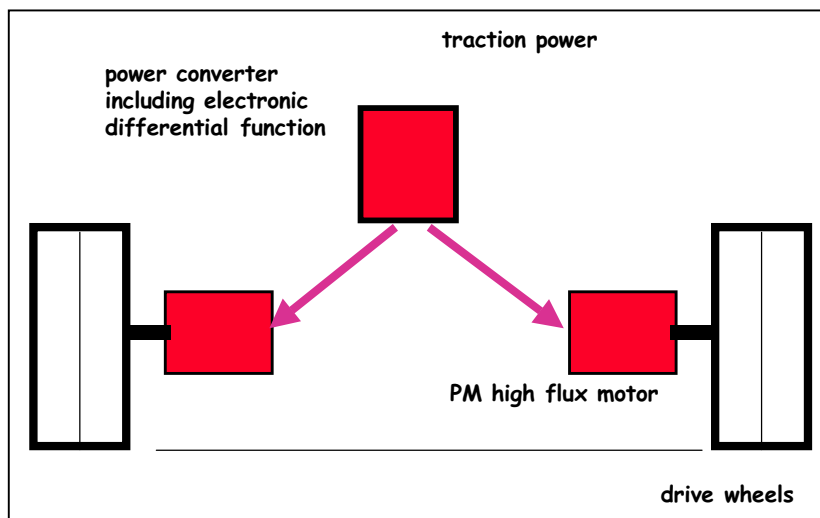 traction power
power converter
including electronic
differential function
PM high flux motor
drive wheels